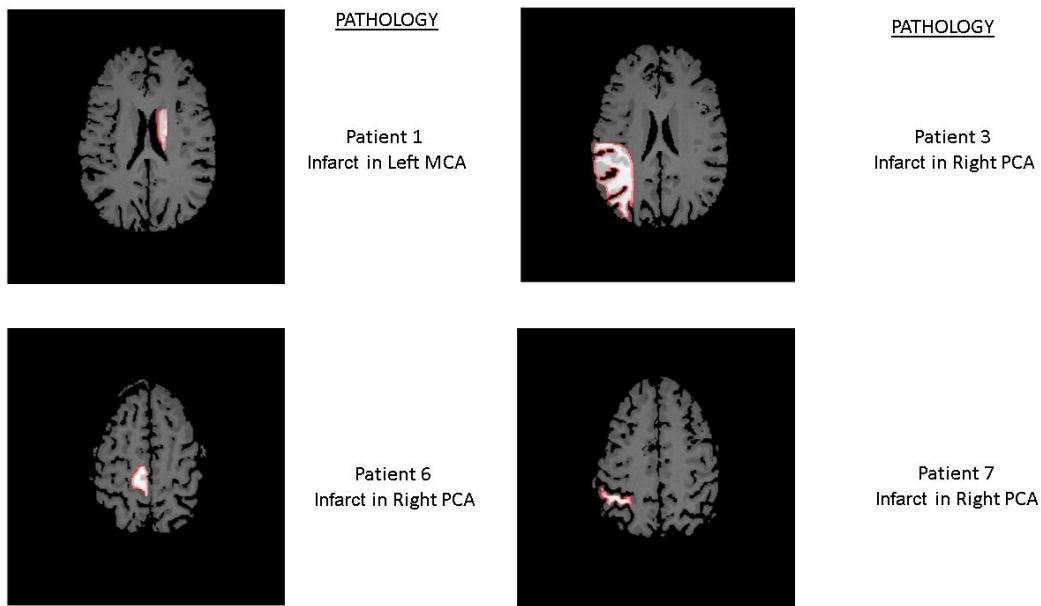 PATHOLOGY
PATHOLOGY
Patient 1
Infarct in Left MCA
Patient 3
Infarct in Right PCA
Patient 6
Infarct in Right PCA
Patient 7
Infarct in Right PCA